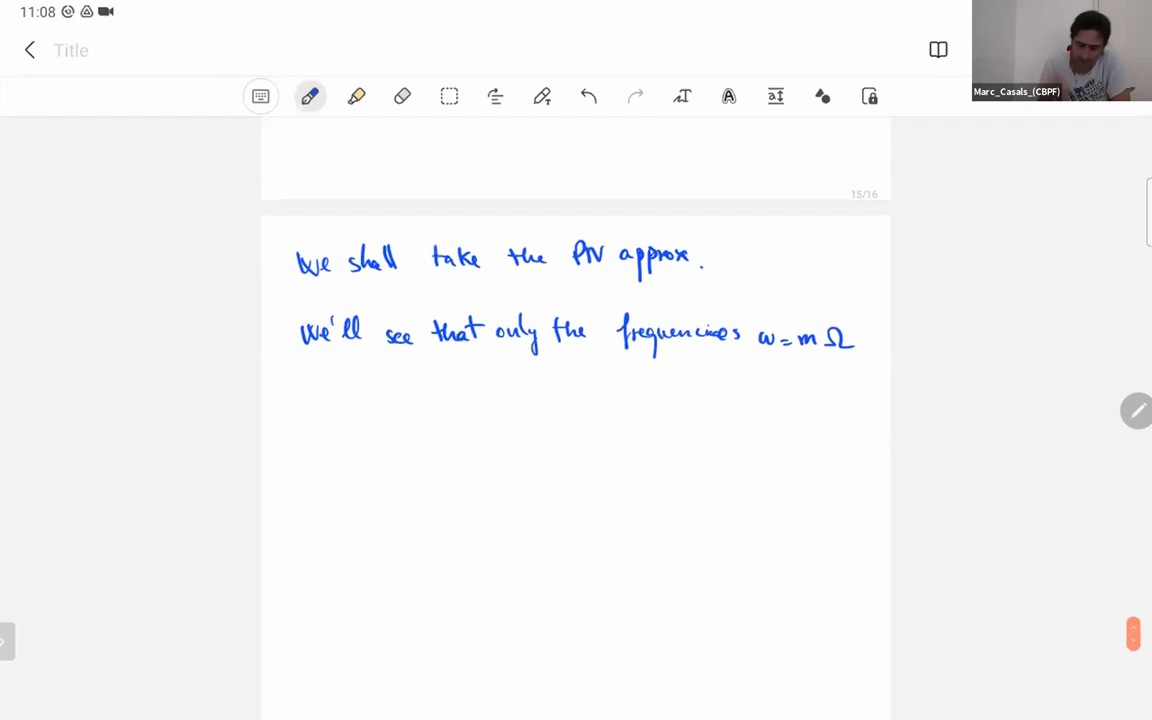 11:08
Title
Marc_Casals_(CBPF)
15/16
We shall take the PN approx.
We'll see that only the frequencies ω = m Ω